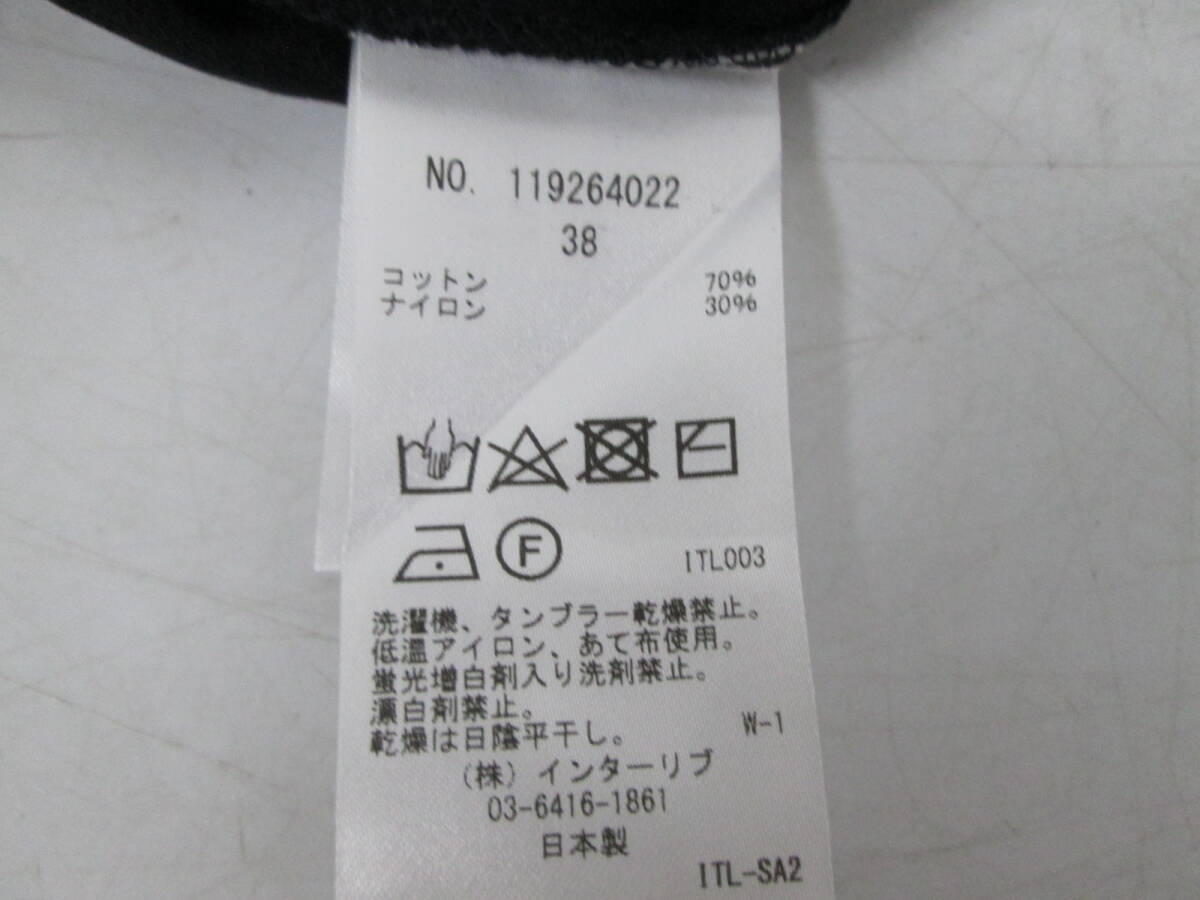 NO. 119264022
38
コットン 70%
ナイロン 30%
F
ITL003
洗濯機、タンブラー乾燥禁止。
低温アイロン、あて布使用。
蛍光増白剤入り洗剤禁止。
漂白剤禁止。
乾燥は日陰平干し。 W-1
(株)インターリブ
03-6416-1861
日本製
ITL-SA2